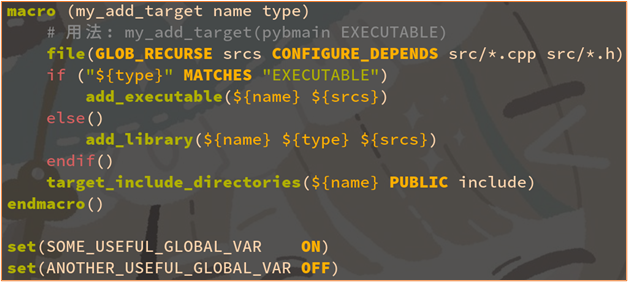 macro (my_add_target name type)
    # 用法: my_add_target(pybmain EXECUTABLE)
    file(GLOB_RECURSE srcs CONFIGURE_DEPENDS src/*.cpp src/*.h)
    if ("${type}" MATCHES "EXECUTABLE")
        add_executable(${name} ${srcs})
    else()
        add_library(${name} ${type} ${srcs})
    endif()
    target_include_directories(${name} PUBLIC include)
endmacro()

set(SOME_USEFUL_GLOBAL_VAR    ON)
set(ANOTHER_USEFUL_GLOBAL_VAR OFF)